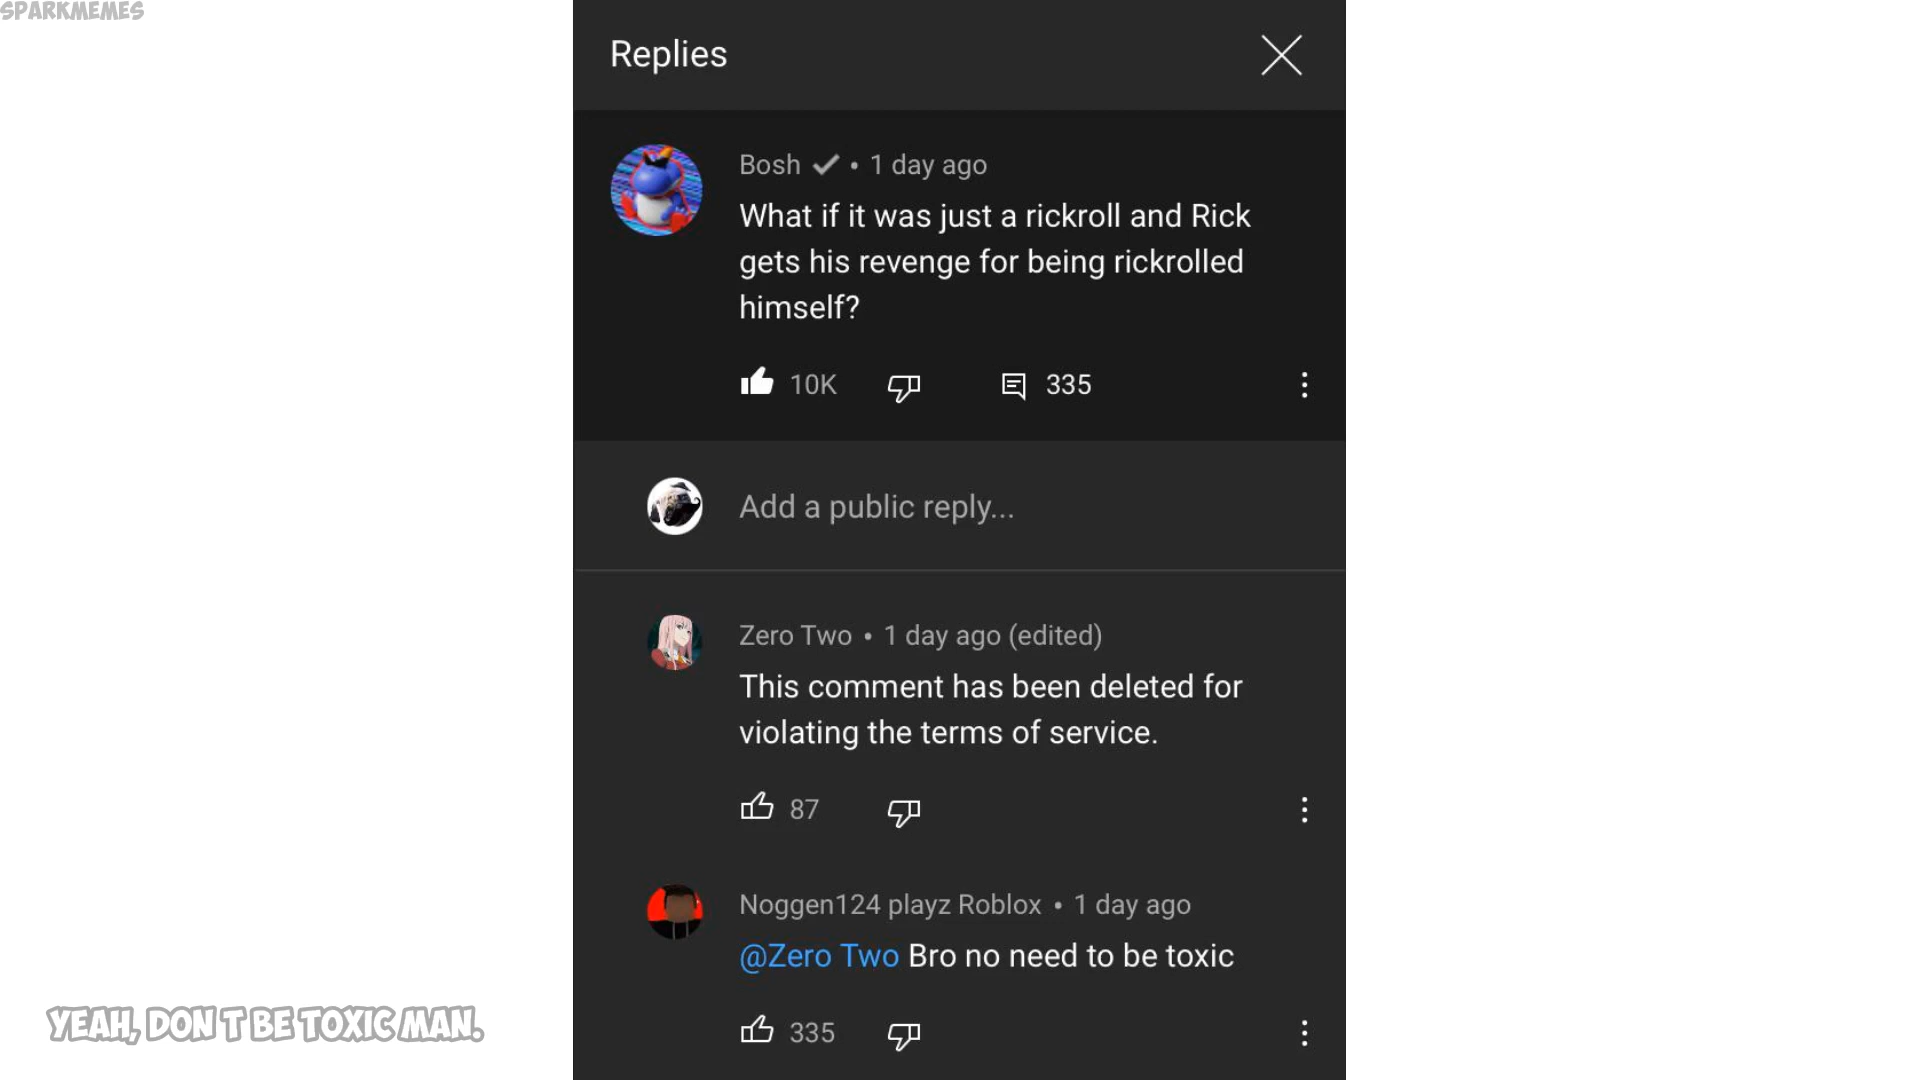 SPARKMEMES
Replies
Bosh • 1 day ago
What if it was just a rickroll and Rick
gets his revenge for being rickrolled
himself?
10K 335
Add a public reply...
Zero Two • 1 day ago (edited)
This comment has been deleted for
violating the terms of service.
87
Noggen124 playz Roblox • 1 day ago
@Zero Two Bro no need to be toxic
335
YEAH, DON T BE TOXIC MAN.